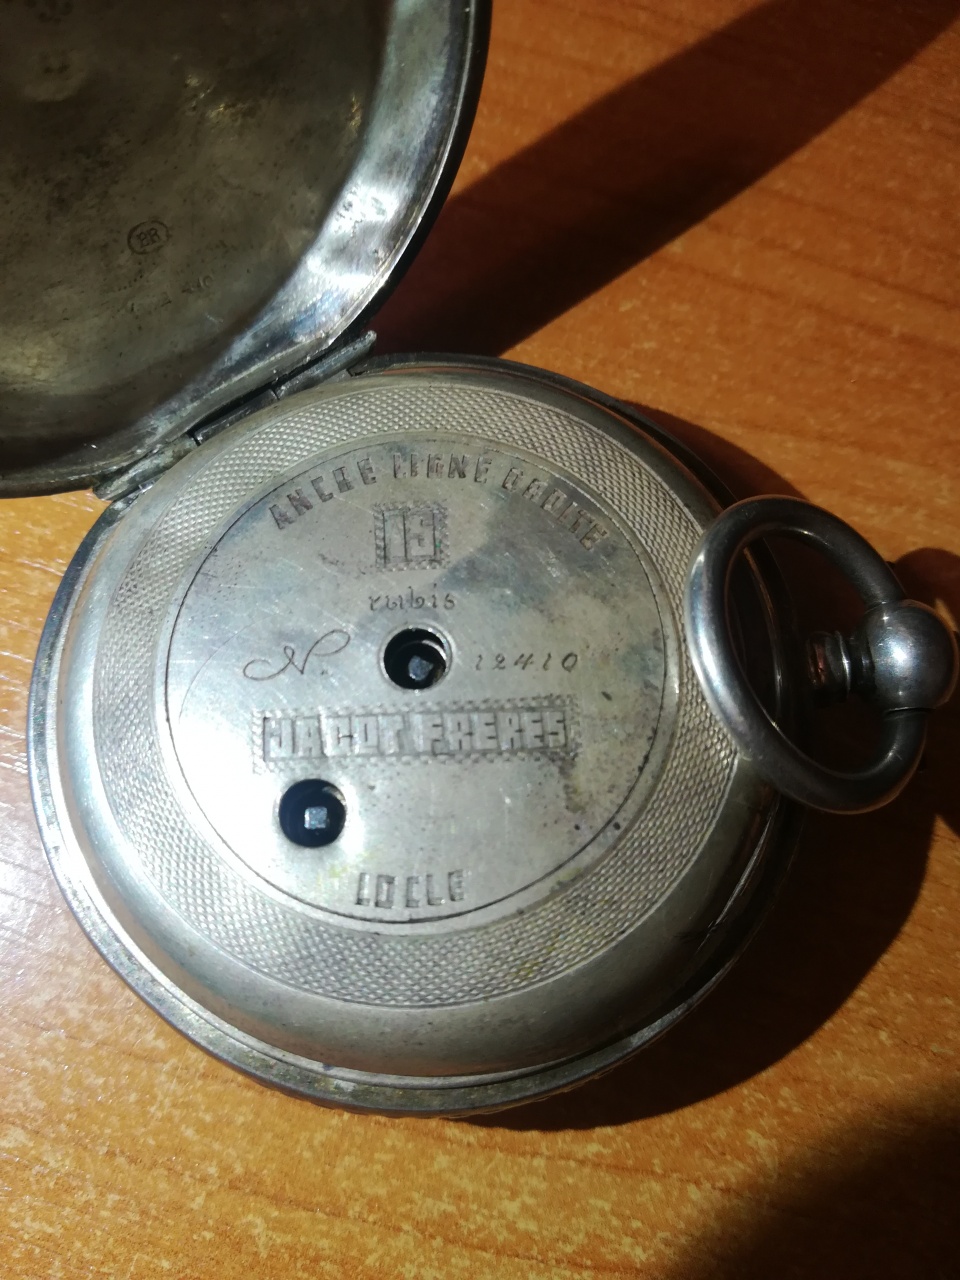 ANCRE LIGNE DROITE
15
rubis
N. 12410
JACOT FRERES
LOCLE